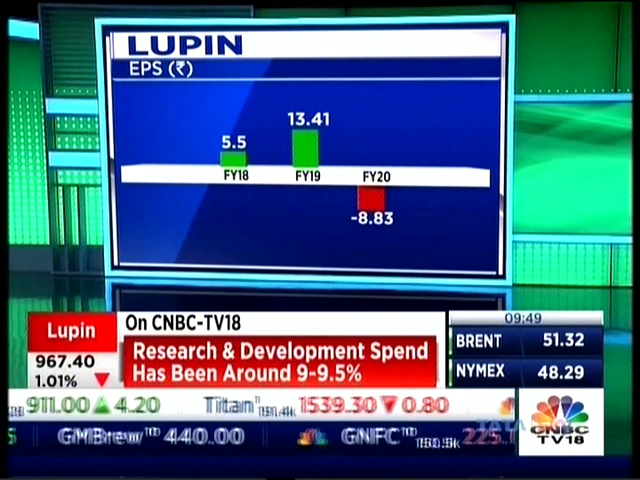 LUPIN
EPS (₹)
5.5
13.41
FY18
FY19
FY20
-8.83
Lupin
967.40
1.01%
On CNBC-TV18
Research & Development Spend
Has Been Around 9-9.5%
09:49
BRENT 51.32
NYMEX 48.29
911.00 4.20 Titan 1539.30 0.80
GMBrew 440.00 GNFC 150.5k 225.1
CNBC
TV18